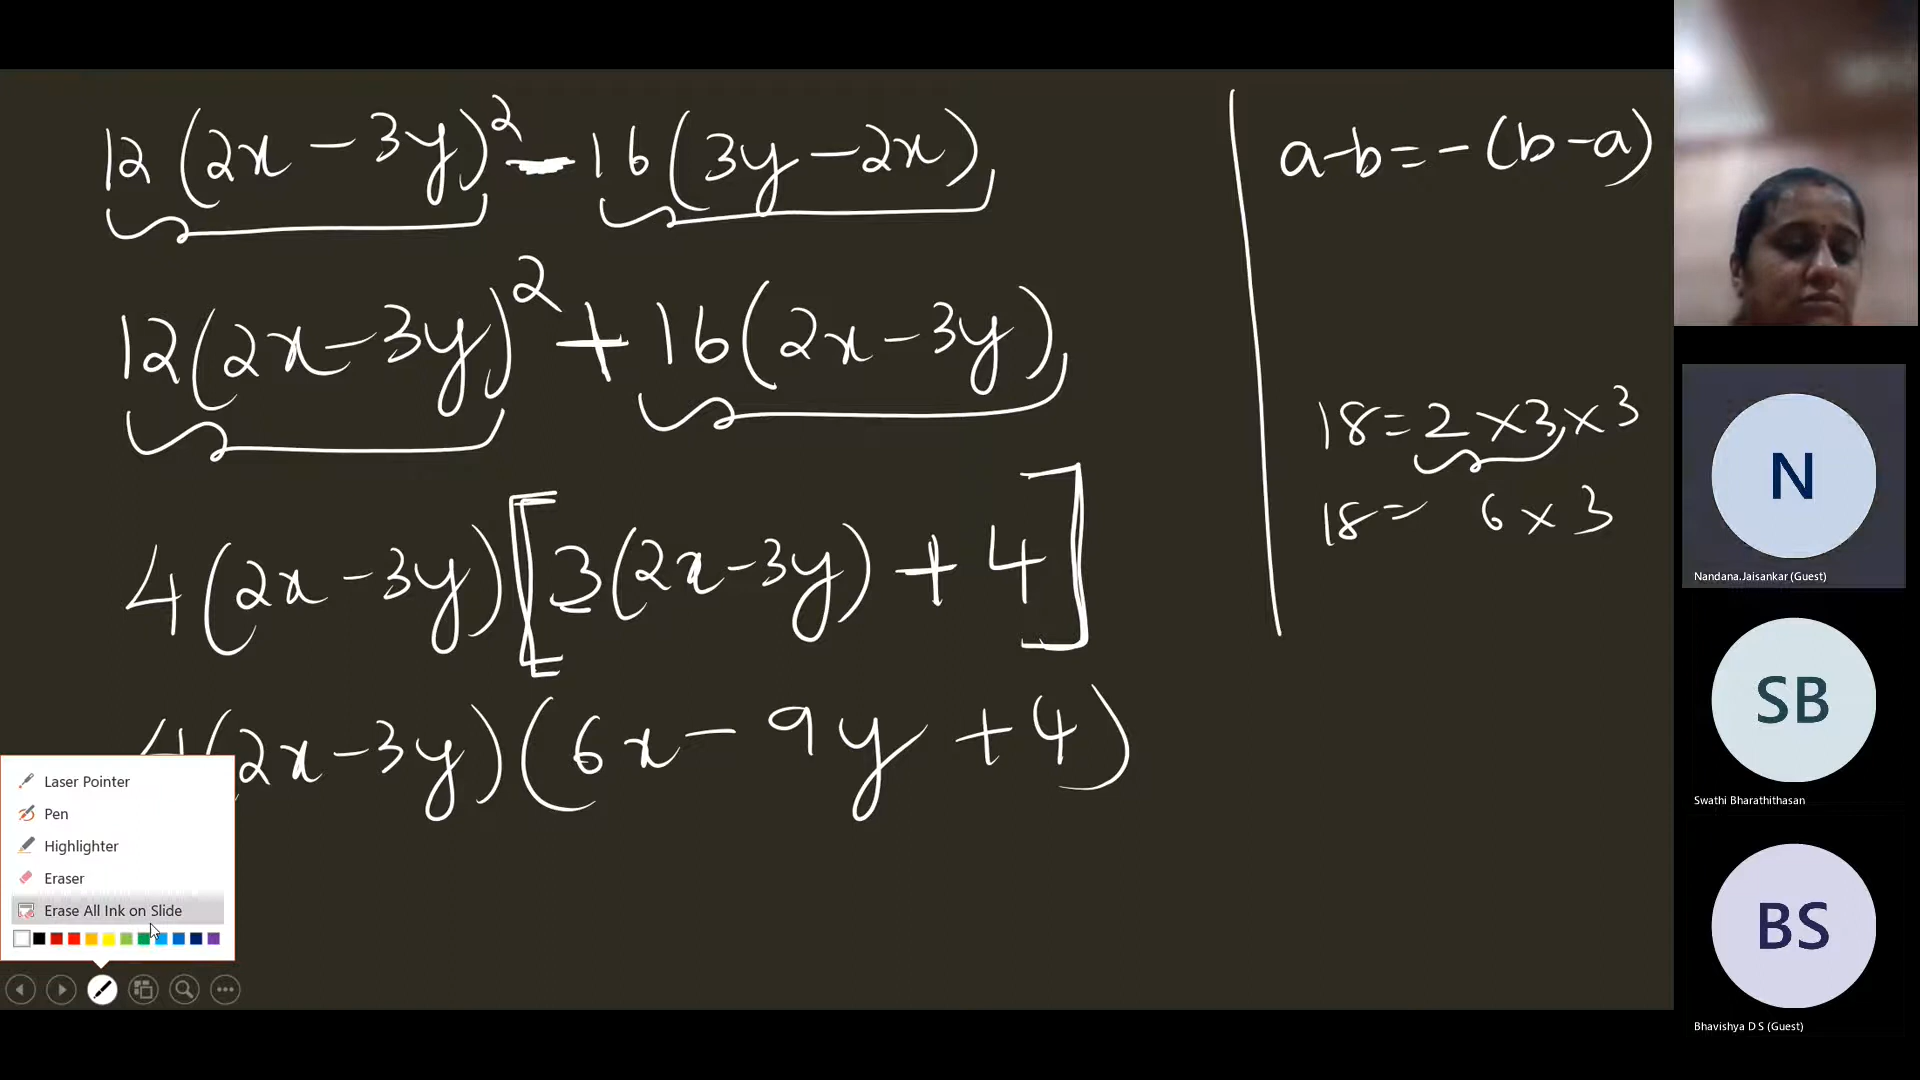 12(2x-3y)² - 16(3y-2x)
12(2x-3y)² + 16(2x-3y)
4(2x-3y)[3(2x-3y)+4]
4(2x-3y)(6x-9y+4)
a-b=-(b-a)
18=2×3×3
18= 6×3
Laser Pointer
Pen
Highlighter
Eraser
Erase All Ink on Slide
N
Nandana.Jaisankar (Guest)
SB
Swathi Bharathithasan
BS
Bhavishya D S (Guest)